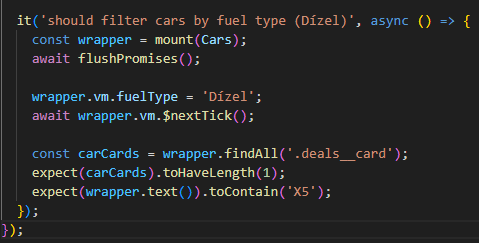 it('should filter cars by fuel type (Dízel)', async () => {
const wrapper = mount(Cars);
await flushPromises();
wrapper.vm.fuelType = 'Dízel';
await wrapper.vm.$nextTick();
const carCards = wrapper.findAll('.deals__card');
expect(carCards).toHaveLength(1);
expect(wrapper.text()).toContain('X5');
});
});